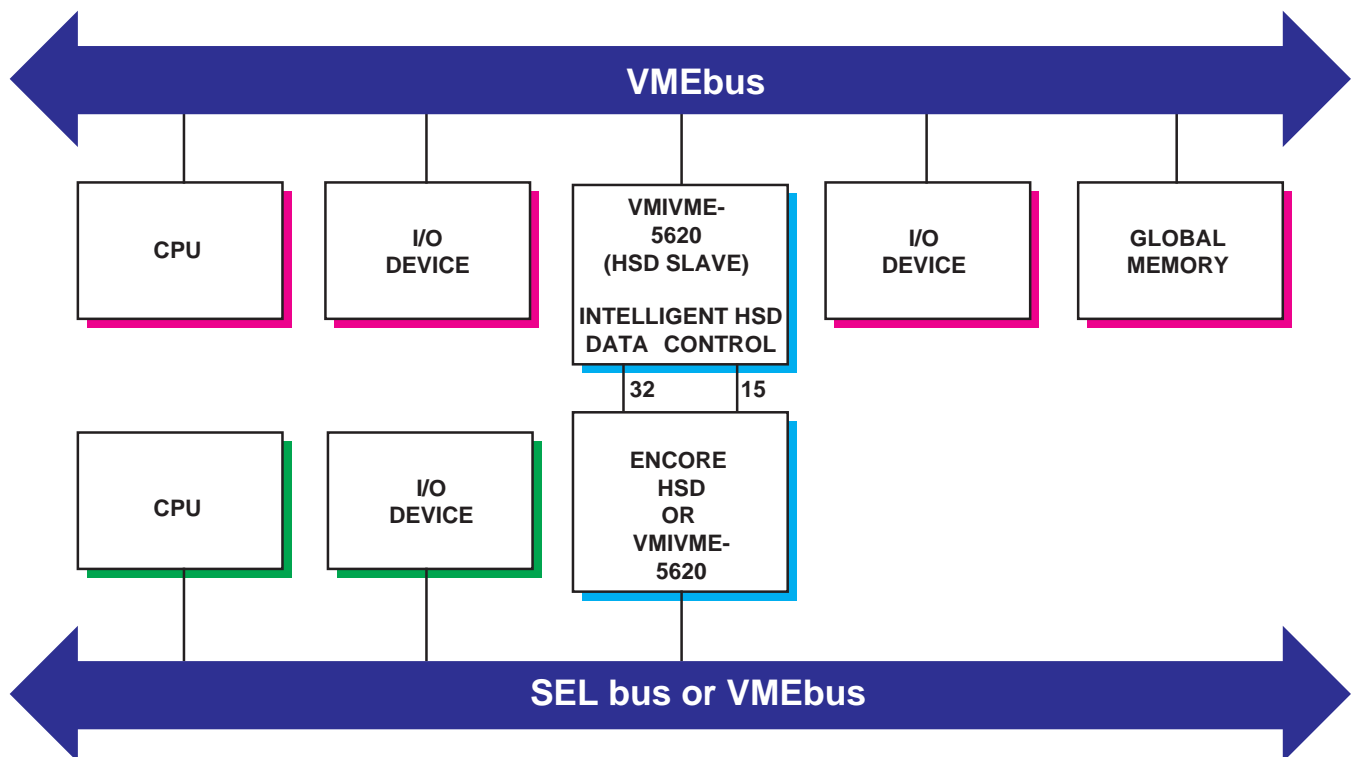 VMEbus
CPU
I/O
DEVICE
VMIVME-
5620
(HSD SLAVE)
INTELLIGENT HSD
DATA CONTROL
I/O
DEVICE
GLOBAL
MEMORY
32
15
CPU
I/O
DEVICE
ENCORE
HSD
OR
VMIVME-
5620
SEL bus or VMEbus